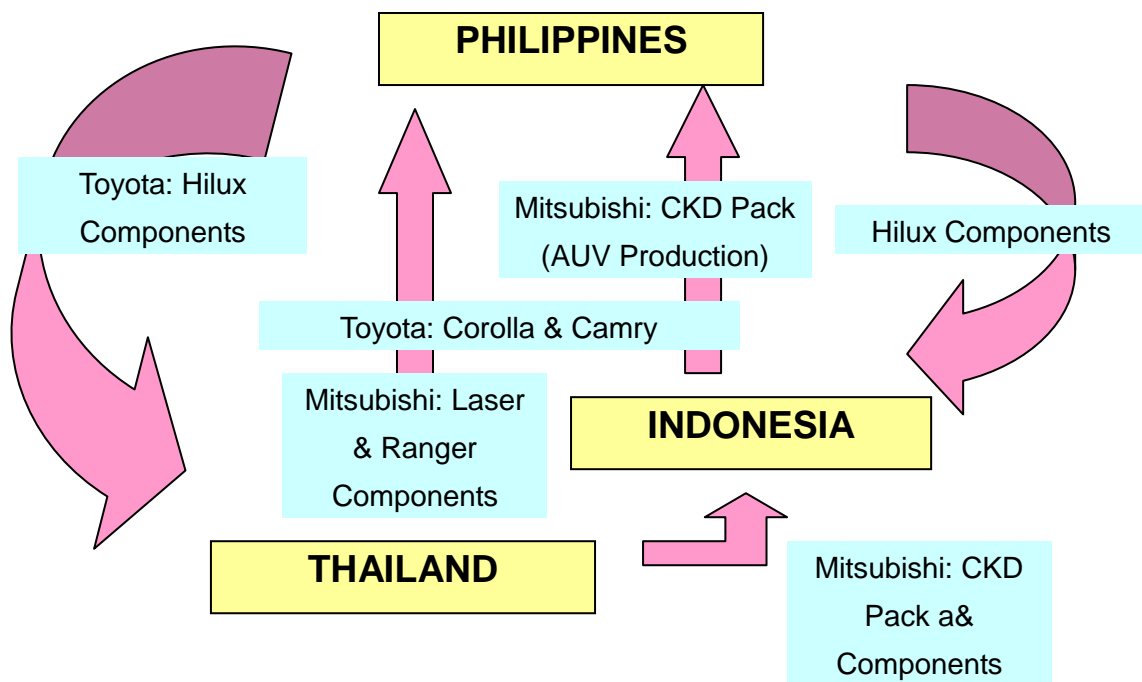 PHILIPPINES
Toyota: Hilux
Components
Mitsubishi: CKD Pack
(AUV Production)
Hilux Components
Toyota: Corolla & Camry
Mitsubishi: Laser
& Ranger
Components
INDONESIA
THAILAND
Mitsubishi: CKD
Pack a&
Components